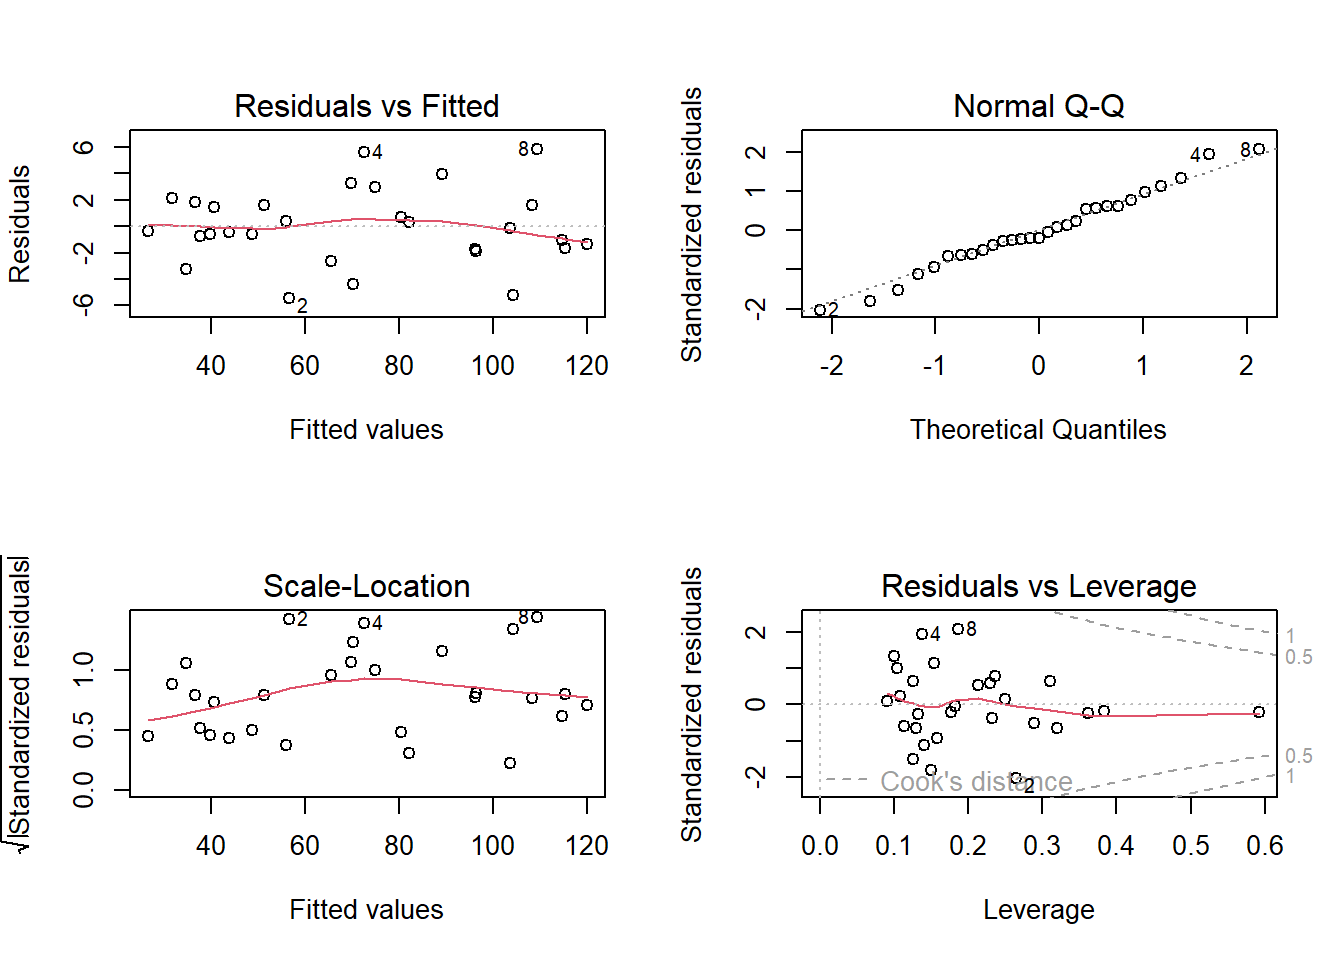 Residuals vs Fitted
Residuals
6
2
-2
-6
4
8
2
40 60 80 100 120
Fitted values
Normal Q-Q
Standardized residuals
2
1
0
-2
4
8
2
-2 -1 0 1 2
Theoretical Quantiles
Scale-Location
√|Standardized residuals|
1.0
0.5
0.0
2
4
8
40 60 80 100 120
Fitted values
Residuals vs Leverage
Standardized residuals
2
0
-2
4
8
2
1
0.5
0.5
1
Cook's distance
0.0 0.1 0.2 0.3 0.4 0.5 0.6
Leverage